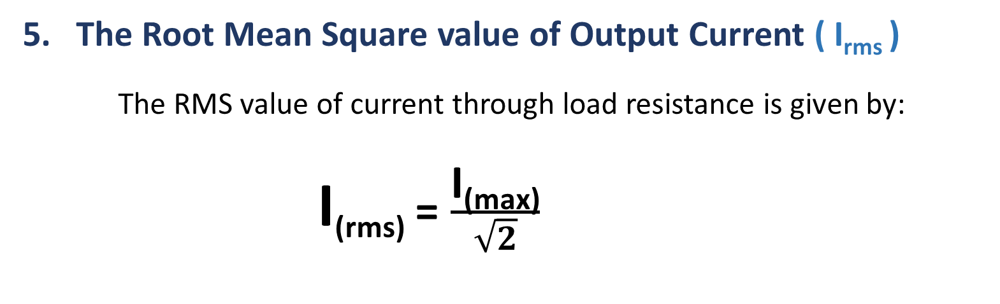 5. The Root Mean Square value of Output Current ( Irms )
The RMS value of current through load resistance is given by:
I(rms) = I(max) / √2